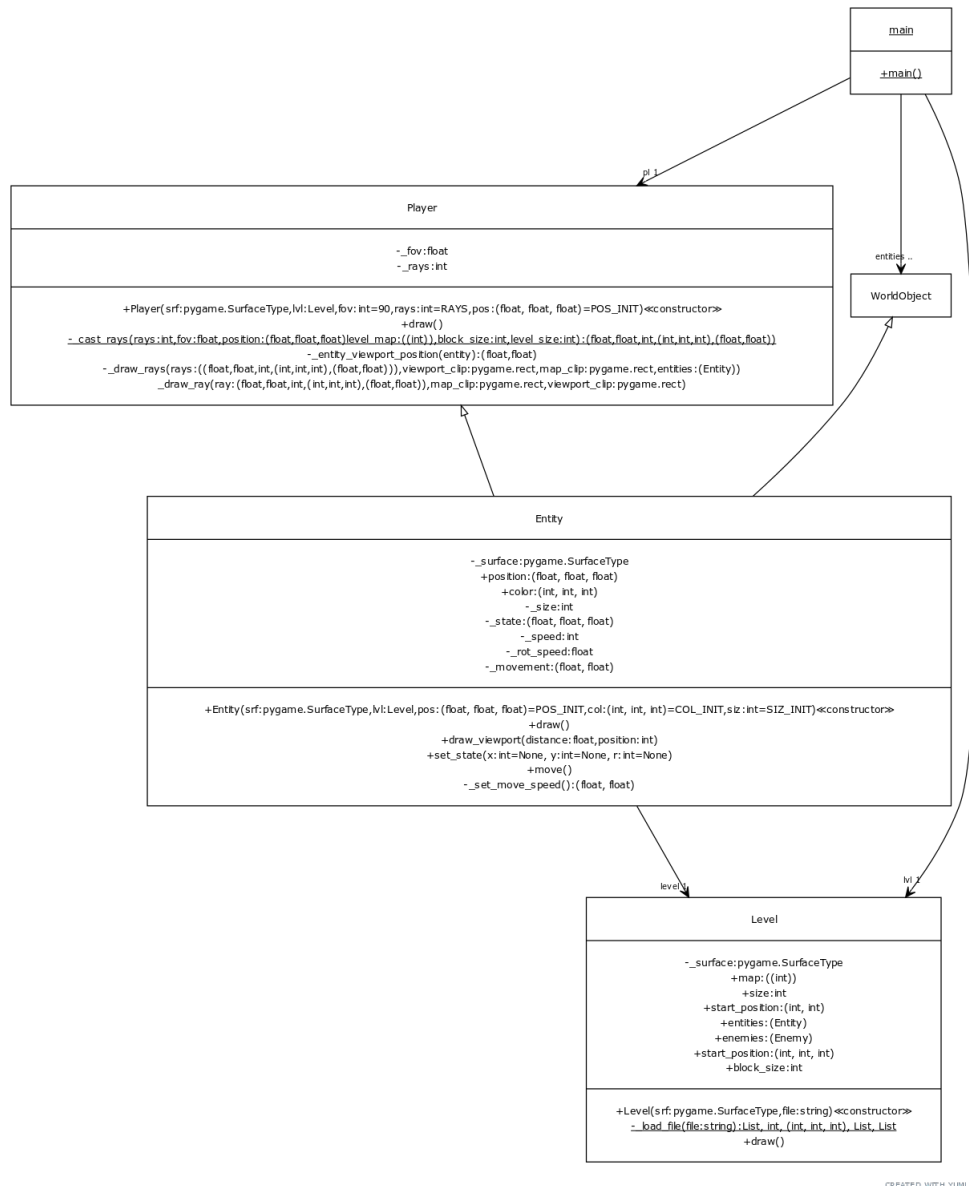 main
+main()
pl 1
Player
-_fov:float
-_rays:int
+Player(srf:pygame.SurfaceType,lvl:Level,fov:int=90,rays:int=RAYS,pos:(float, float, float)=POS_INIT)≪constructor≫
+draw()
-_cast_rays(rays:int,fov:float,position:(float,float,float)level_map:((int)),block_size:int,level_size:int):(float,float,int,(int,int,int),(float,float))
-_entity_viewport_position(entity):(float,float)
-_draw_rays(rays:((float,float,int,(int,int,int),(float,float))),viewport_clip:pygame.rect,map_clip:pygame.rect,entities:(Entity))
_draw_ray(ray:(float,float,int,(int,int,int),(float,float)),map_clip:pygame.rect,viewport_clip:pygame.rect)
entities ..
WorldObject
Entity
-_surface:pygame.SurfaceType
+position:(float, float, float)
+color:(int, int, int)
-_size:int
-_state:(float, float, float)
-_speed:int
-_rot_speed:float
-_movement:(float, float)
+Entity(srf:pygame.SurfaceType,lvl:Level,pos:(float, float, float)=POS_INIT,col:(int, int, int)=COL_INIT,siz:int=SIZ_INIT)≪constructor≫
+draw()
+draw_viewport(distance:float,position:int)
+set_state(x:int=None, y:int=None, r:int=None)
+move()
-_set_move_speed():(float, float)
level 1
lvl 1
Level
-_surface:pygame.SurfaceType
+map:((int))
+size:int
+start_position:(int, int)
+entities:(Entity)
+enemies:(Enemy)
+start_position:(int, int, int)
+block_size:int
+Level(srf:pygame.SurfaceType,file:string)≪constructor≫
-_load_file(file:string):List, int, (int, int, int), List, List
+draw()
CREATED WITH YUML